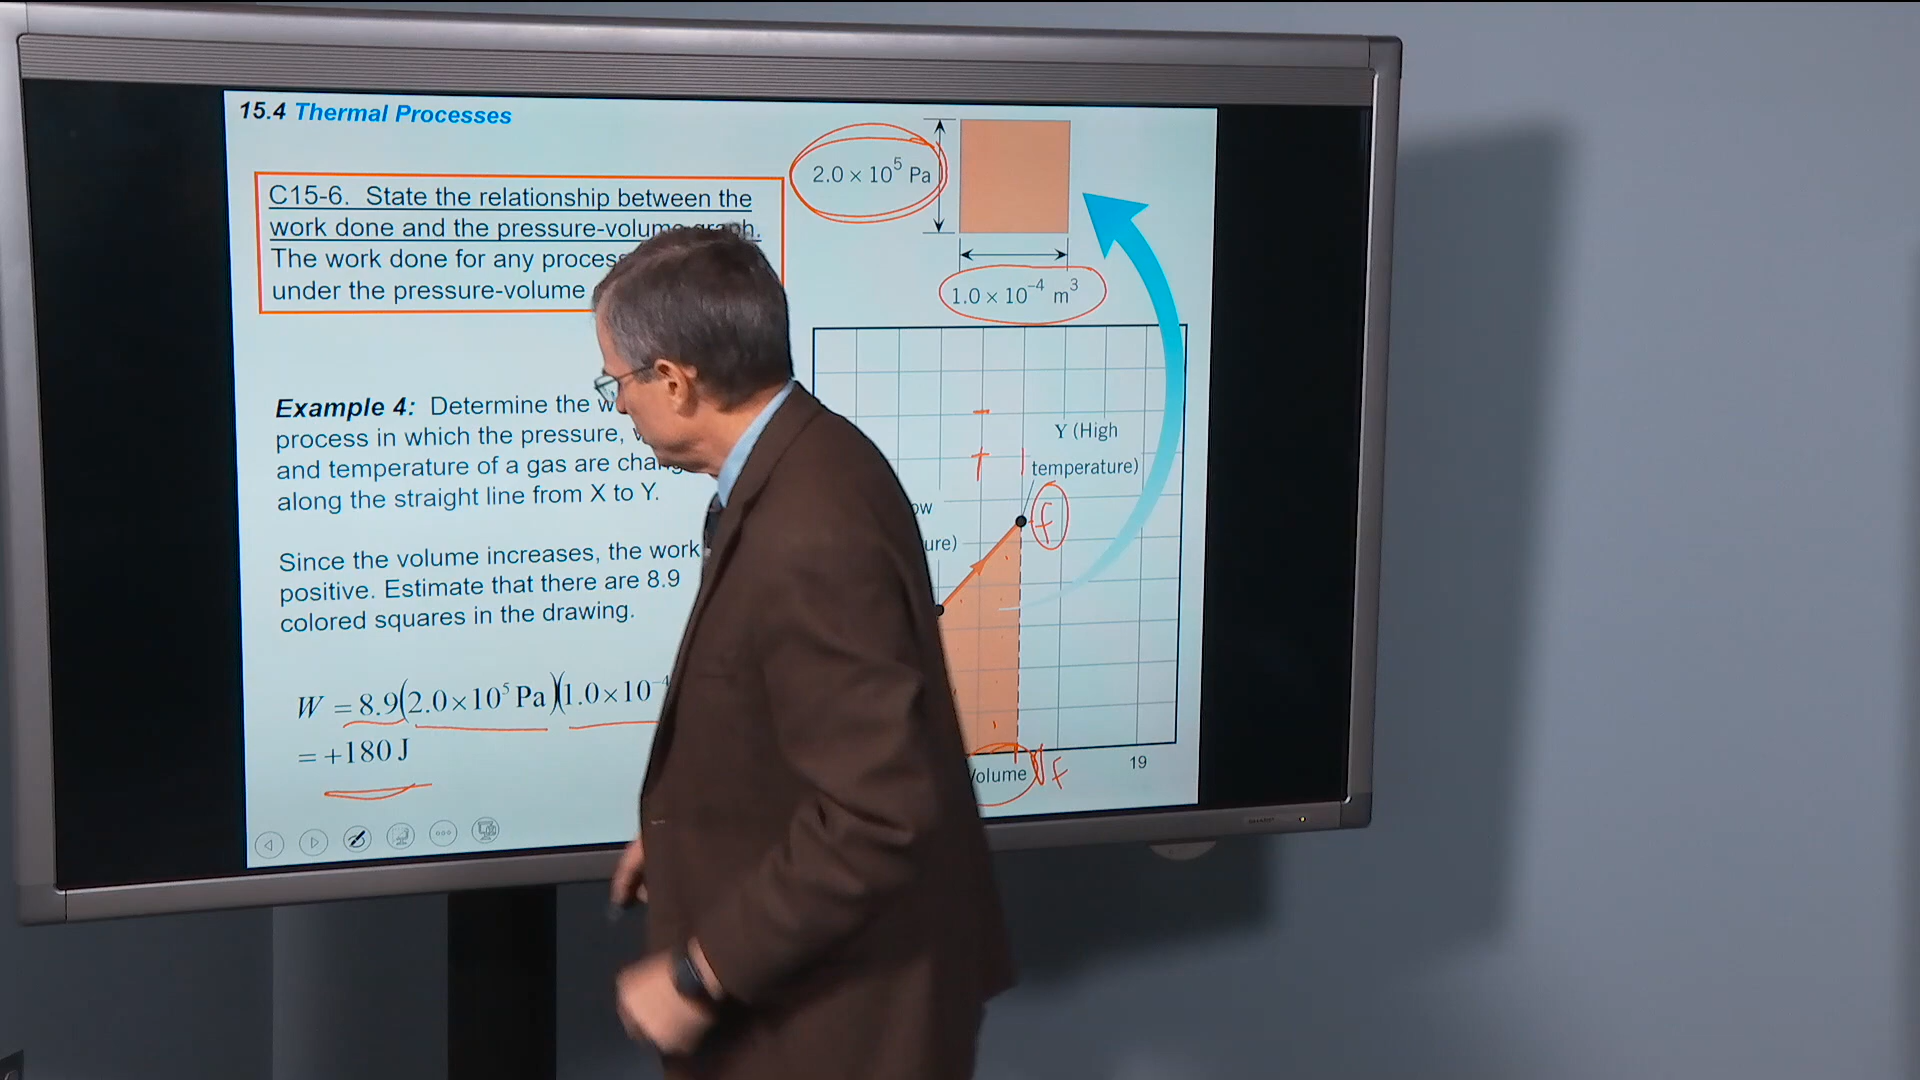 15.4 Thermal Processes
C15-6. State the relationship between the
work done and the pressure-volume graph.
The work done for any process
under the pressure-volume
Example 4: Determine the
process in which the pressure,
and temperature of a gas are
along the straight line from X to Y.
Since the volume increases, the work
positive. Estimate that there are 8.9
colored squares in the drawing.
W = 8.9(2.0×10⁵ Pa)(1.0×10⁻⁴
= +180 J
2.0 × 10⁵ Pa
1.0 × 10⁻⁴ m³
Y (High
temperature)
f
Volume
Vf
19
SHARP